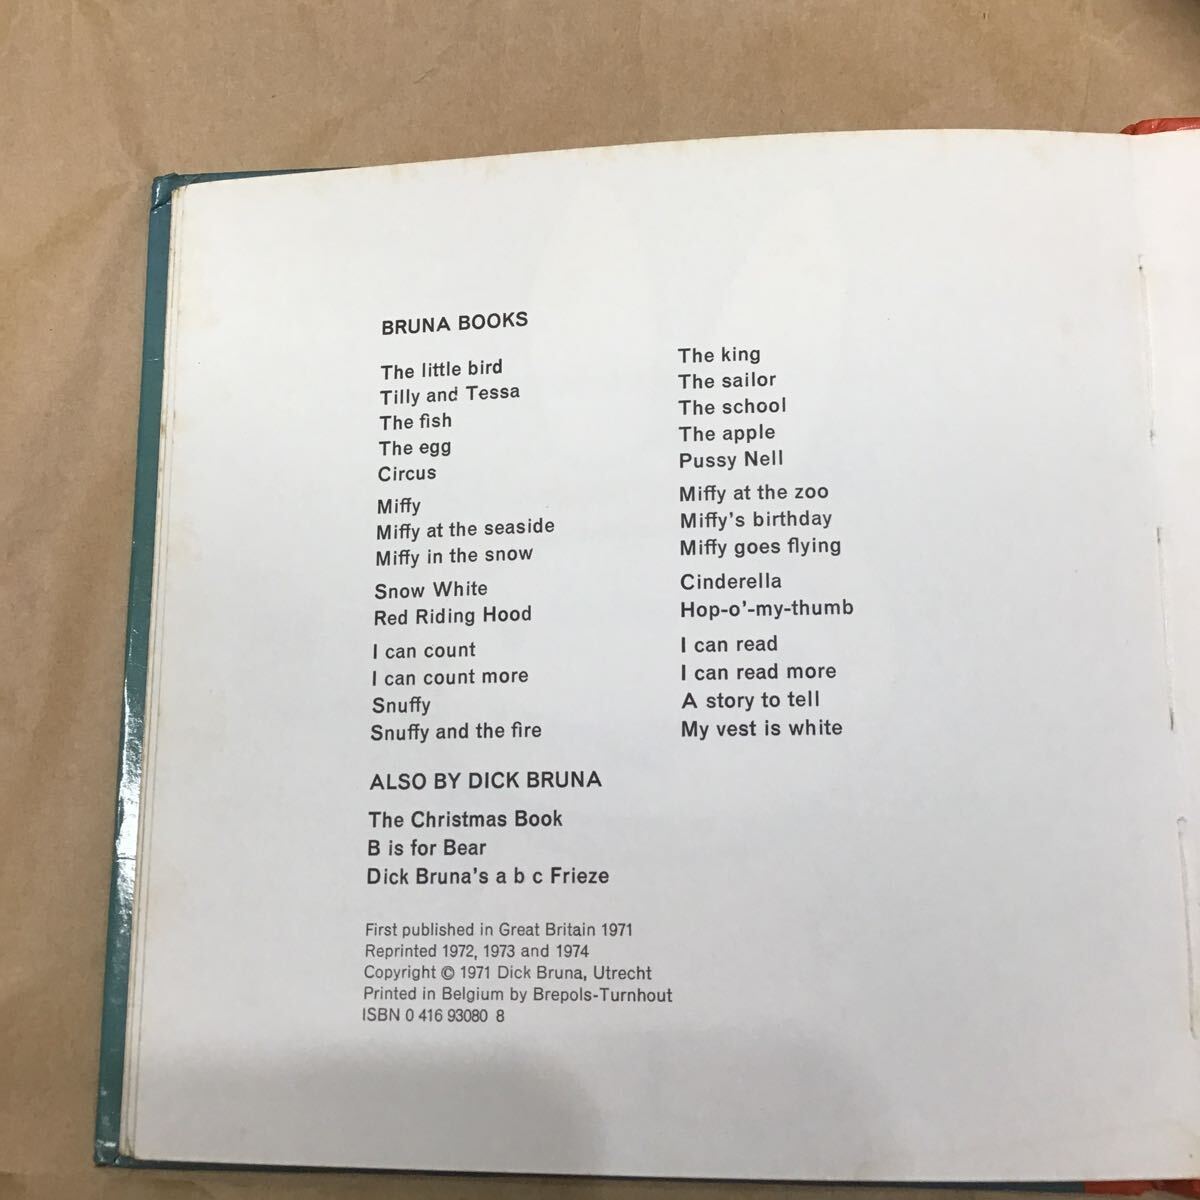 BRUNA BOOKS
The little bird
Tilly and Tessa
The fish
The egg
Circus
Miffy
Miffy at the seaside
Miffy in the snow
Snow White
Red Riding Hood
I can count
I can count more
Snuffy
Snuffy and the fire
The king
The sailor
The school
The apple
Pussy Nell
Miffy at the zoo
Miffy's birthday
Miffy goes flying
Cinderella
Hop-o'-my-thumb
I can read
I can read more
A story to tell
My vest is white
ALSO BY DICK BRUNA
The Christmas Book
B is for Bear
Dick Bruna's a b c Frieze
First published in Great Britain 1971
Reprinted 1972, 1973 and 1974
Copyright © 1971 Dick Bruna, Utrecht
Printed in Belgium by Brepols-Turnhout
ISBN 0 416 93080 8